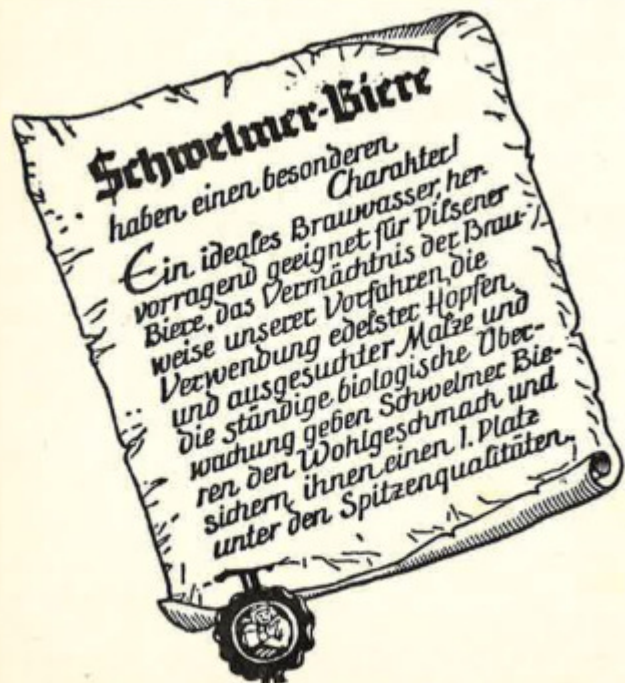 Schwelmer-Biere
haben einen besonderen
Charakter!
Ein ideales Brauwasser, her-
vorragend geeignet für Pilsener
Biere, das Vermächtnis der Brau-
weise unserer Vorfahren, die
Verwendung edelster Hopfen
und ausgesuchter Malze und
die ständige biologische Über-
wachung geben Schwelmer Bie-
ren den Wohlgeschmack und
sichern ihnen einen 1. Platz
unter den Spitzenqualitäten.